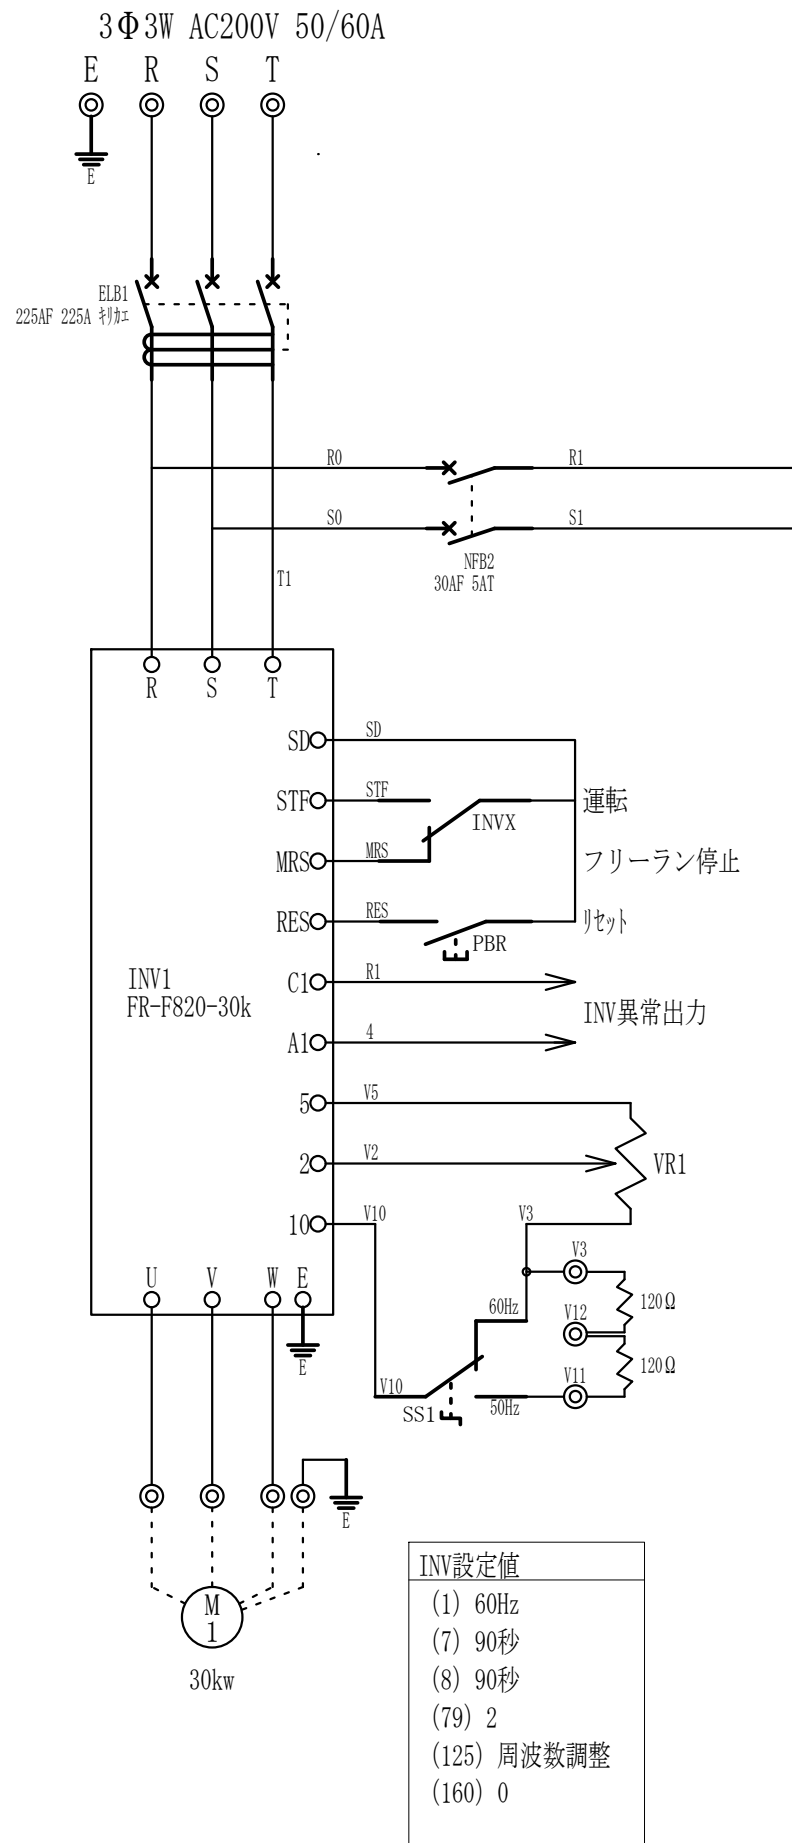 3Φ3W AC200V 50/60A
E R S T
E
ELB1
225AF 225A ｷﾘｶｴ
R0 R1
S0 S1
NFB2
30AF 5AT
T1
R S T
SD SD
STF STF 運転
INVX
MRS MRS フリーラン停止
RES RES ﾘｾｯﾄ
PBR
INV1
FR-F820-30k
C1 R1
INV異常出力
A1 4
5 V5
2 V2 VR1
10 V10 V3
V3
U V W E
60Hz V12 120Ω
E
V11 120Ω
V10
SS1 50Hz
E
M
1
30kw
INV設定値
(1) 60Hz
(7) 90秒
(8) 90秒
(79) 2
(125) 周波数調整
(160) 0